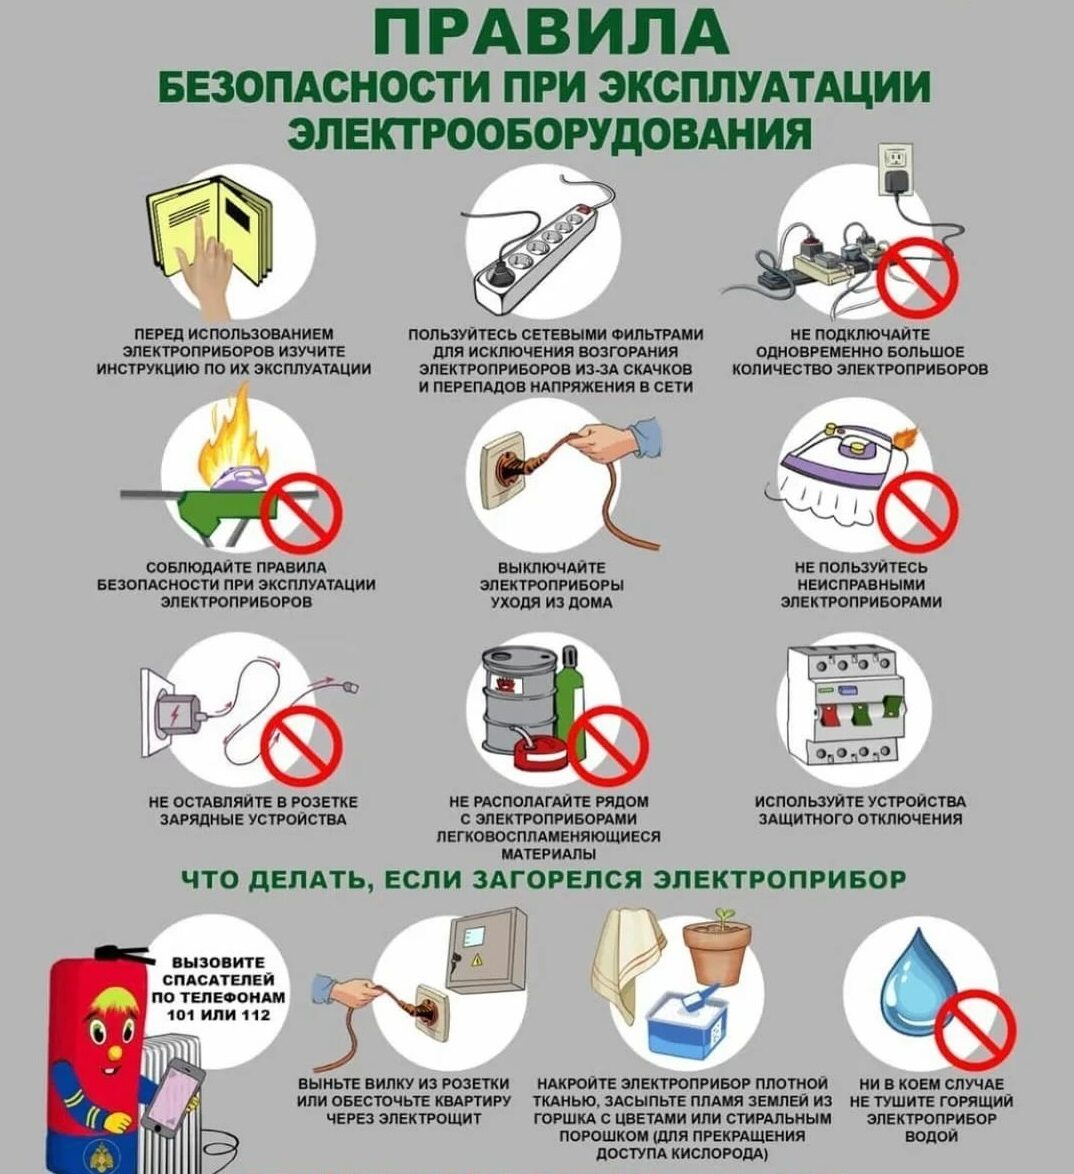 ПРАВИЛА
БЕЗОПАСНОСТИ ПРИ ЭКСПЛУАТАЦИИ
ЭЛЕКТРООБОРУДОВАНИЯ
ПЕРЕД ИСПОЛЬЗОВАНИЕМ
ЭЛЕКТРОПРИБОРОВ ИЗУЧИТЕ
ИНСТРУКЦИЮ ПО ИХ ЭКСПЛУАТАЦИИ
ПОЛЬЗУЙТЕСЬ СЕТЕВЫМИ ФИЛЬТРАМИ
ДЛЯ ИСКЛЮЧЕНИЯ ВОЗГОРАНИЯ
ЭЛЕКТРОПРИБОРОВ ИЗ-ЗА СКАЧКОВ
И ПЕРЕПАДОВ НАПРЯЖЕНИЯ В СЕТИ
НЕ ПОДКЛЮЧАЙТЕ
ОДНОВРЕМЕННО БОЛЬШОЕ
КОЛИЧЕСТВО ЭЛЕКТРОПРИБОРОВ
СОБЛЮДАЙТЕ ПРАВИЛА
БЕЗОПАСНОСТИ ПРИ ЭКСПЛУАТАЦИИ
ЭЛЕКТРОПРИБОРОВ
ВЫКЛЮЧАЙТЕ
ЭЛЕКТРОПРИБОРЫ
УХОДЯ ИЗ ДОМА
НЕ ПОЛЬЗУЙТЕСЬ
НЕИСПРАВНЫМИ
ЭЛЕКТРОПРИБОРАМИ
НЕ ОСТАВЛЯЙТЕ В РОЗЕТКЕ
ЗАРЯДНЫЕ УСТРОЙСТВА
НЕ РАСПОЛАГАЙТЕ РЯДОМ
С ЭЛЕКТРОПРИБОРАМИ
ЛЕГКОВОСПЛАМЕНЯЮЩИЕСЯ
МАТЕРИАЛЫ
ИСПОЛЬЗУЙТЕ УСТРОЙСТВА
ЗАЩИТНОГО ОТКЛЮЧЕНИЯ
ЧТО ДЕЛАТЬ, ЕСЛИ ЗАГОРЕЛСЯ ЭЛЕКТРОПРИБОР
ВЫЗОВИТЕ
СПАСАТЕЛЕЙ
ПО ТЕЛЕФОНАМ
101 ИЛИ 112
ВЫНЬТЕ ВИЛКУ ИЗ РОЗЕТКИ
ИЛИ ОБЕСТОЧЬТЕ КВАРТИРУ
ЧЕРЕЗ ЭЛЕКТРОЩИТ
НАКРОЙТЕ ЭЛЕКТРОПРИБОР ПЛОТНОЙ
ТКАНЬЮ, ЗАСЫПЬТЕ ПЛАМЯ ЗЕМЛЕЙ ИЗ
ГОРШКА С ЦВЕТАМИ ИЛИ СТИРАЛЬНЫМ
ПОРОШКОМ (ДЛЯ ПРЕКРАЩЕНИЯ
ДОСТУПА КИСЛОРОДА)
НИ В КОЕМ СЛУЧАЕ
НЕ ТУШИТЕ ГОРЯЩИЙ
ЭЛЕКТРОПРИБОР
ВОДОЙ